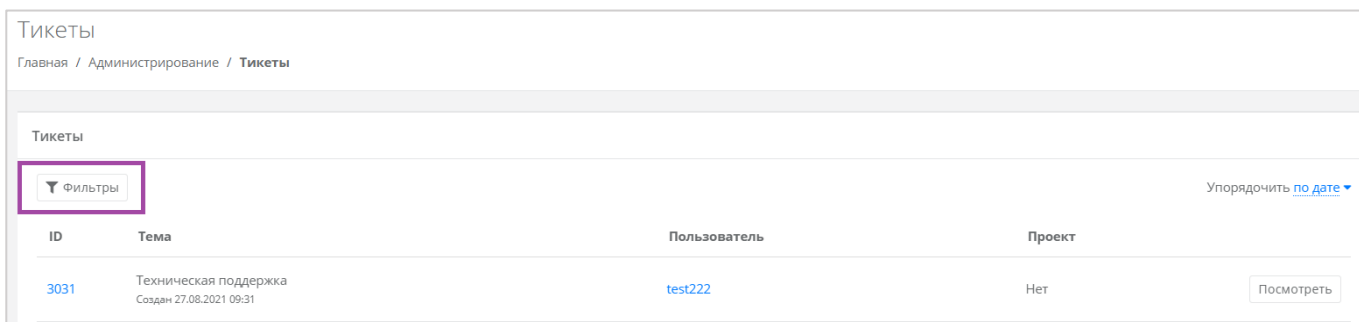 Тикеты
Главная / Администрирование / Тикеты
Тикеты
Фильтры
Упорядочить по дате
ID Тема Пользователь Проект
3031 Техническая поддержка test222 Нет Посмотреть
Создан 27.08.2021 09:31